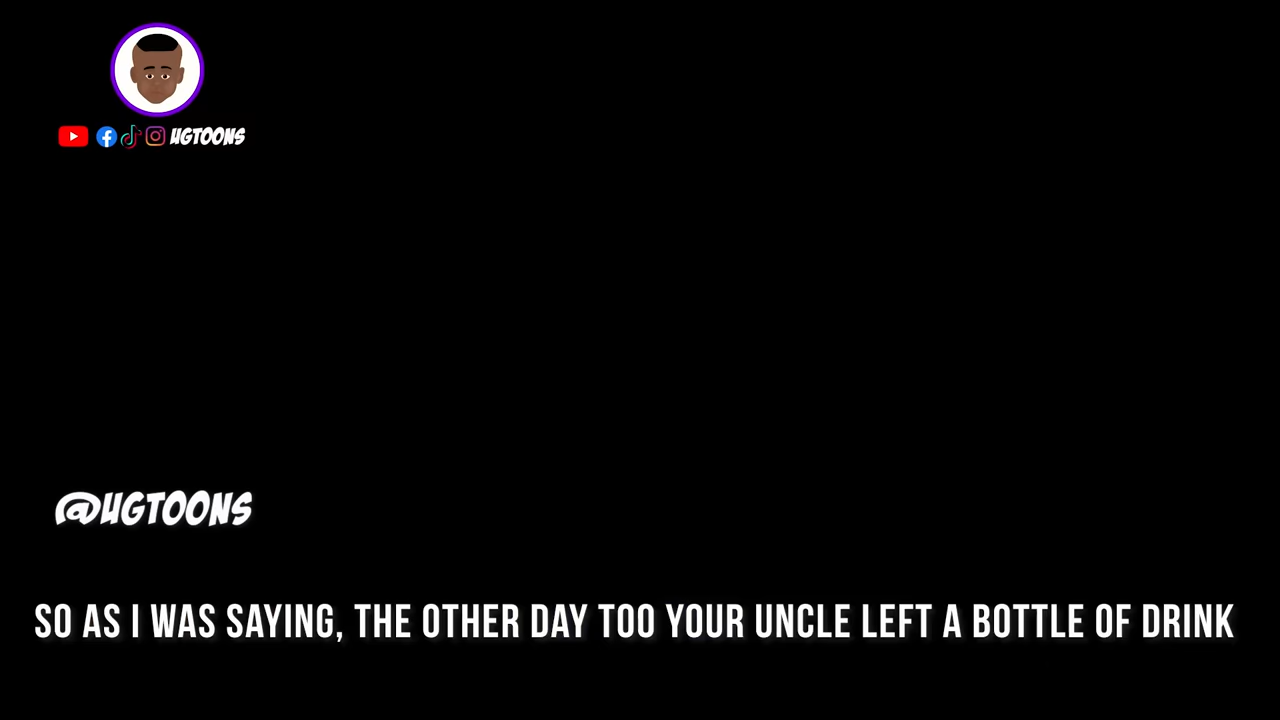 UGTOONS
@UGTOONS
SO AS I WAS SAYING, THE OTHER DAY TOO YOUR UNCLE LEFT A BOTTLE OF DRINK